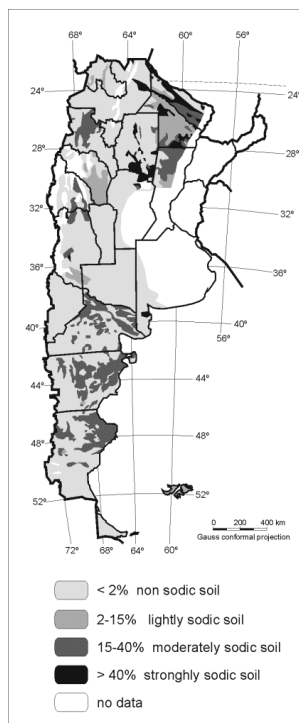 68° 64° 60° 56°
24° 24°
28° 28°
32° 32°
36° 36°
40° 40°
56°
44° 44°
48° 48°
52° 52°
72° 68° 64° 60°
0 200 400 km
Gauss conformal projection
< 2% non sodic soil
2-15% lightly sodic soil
15-40% moderately sodic soil
> 40% stronghly sodic soil
no data